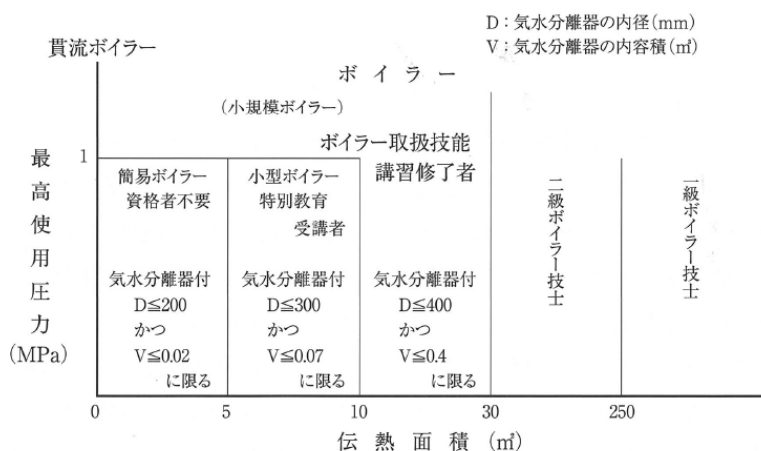 D：気水分離器の内径（mm）
V：気水分離器の内容積（㎥）
貫流ボイラー
ボイラー
（小規模ボイラー）
ボイラー取扱技能
講習修了者
最高使用圧力
(MPa)
1
簡易ボイラー
資格者不要
小型ボイラー
特別教育
受講者
気水分離器付
D≦200
かつ
V≦0.02
に限る
気水分離器付
D≦300
かつ
V≦0.07
に限る
気水分離器付
D≦400
かつ
V≦0.4
に限る
二級ボイラー技士
一級ボイラー技士
0 5 10 30 250
伝熱面積（㎡）